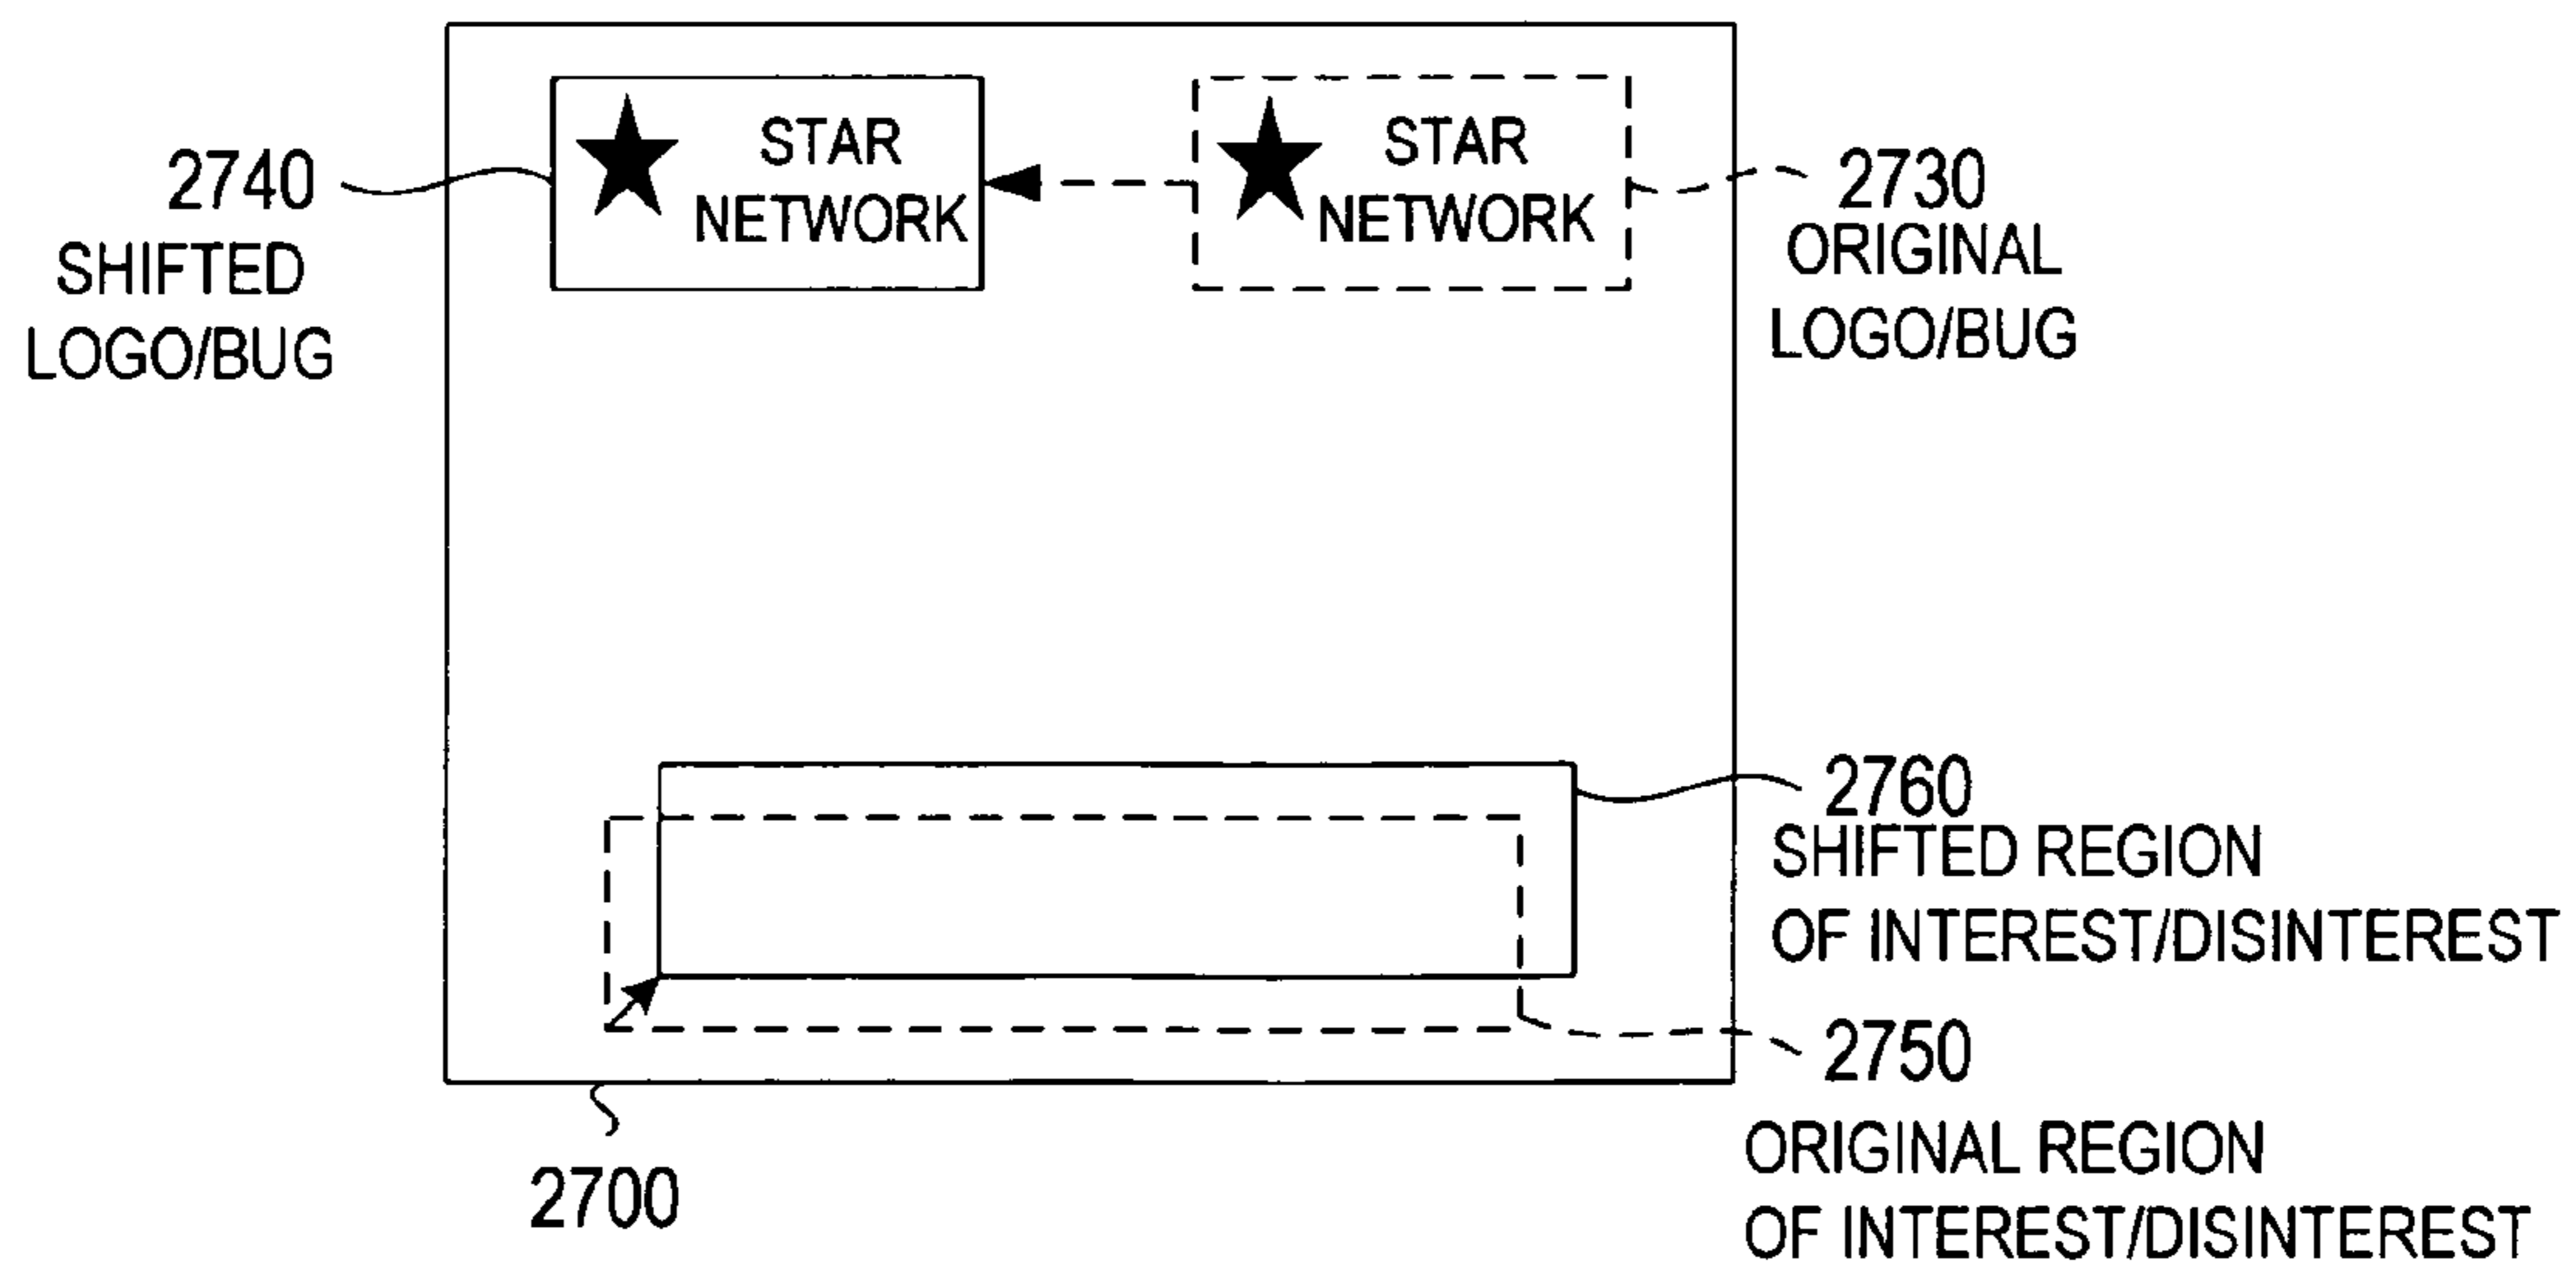 STAR
NETWORK
STAR
NETWORK
2740
SHIFTED
LOGO/BUG
2730
ORIGINAL
LOGO/BUG
2760
SHIFTED REGION
OF INTEREST/DISINTEREST
2750
ORIGINAL REGION
OF INTEREST/DISINTEREST
2700